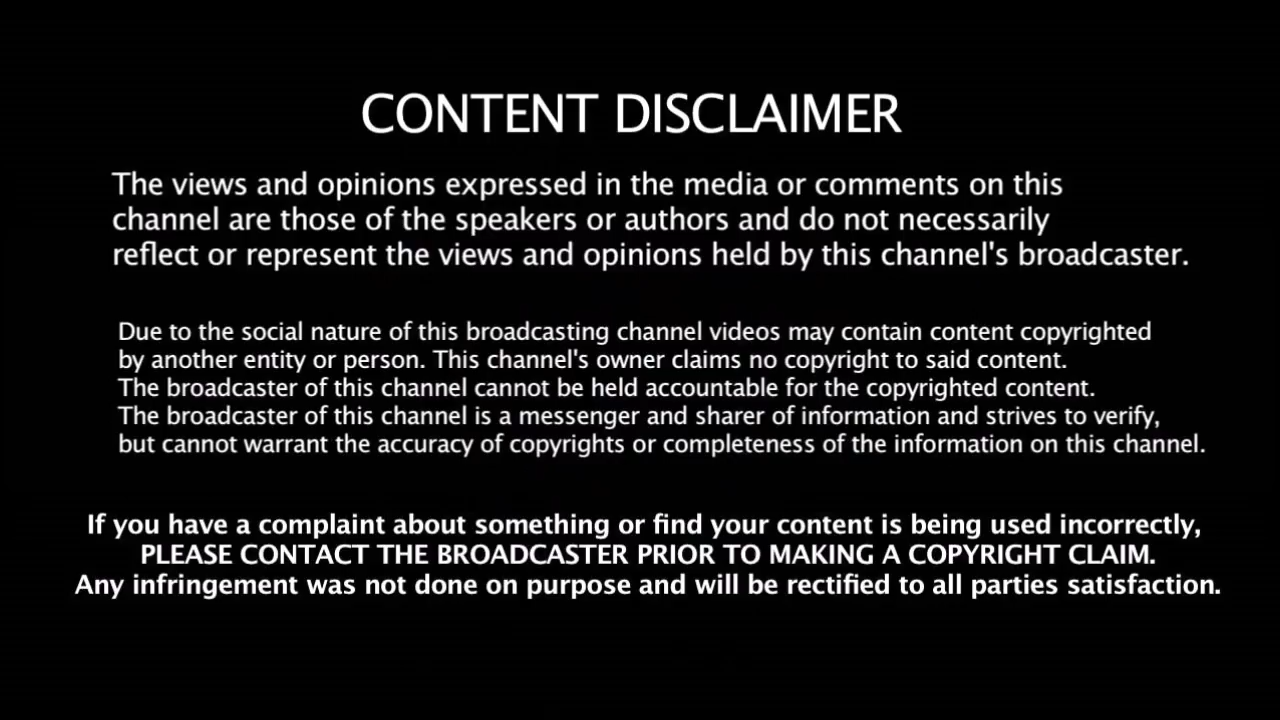 CONTENT DISCLAIMER
The views and opinions expressed in the media or comments on this
channel are those of the speakers or authors and do not necessarily
reflect or represent the views and opinions held by this channel's broadcaster.
Due to the social nature of this broadcasting channel videos may contain content copyrighted
by another entity or person. This channel's owner claims no copyright to said content.
The broadcaster of this channel cannot be held accountable for the copyrighted content.
The broadcaster of this channel is a messenger and sharer of information and strives to verify,
but cannot warrant the accuracy of copyrights or completeness of the information on this channel.
If you have a complaint about something or find your content is being used incorrectly,
PLEASE CONTACT THE BROADCASTER PRIOR TO MAKING A COPYRIGHT CLAIM.
Any infringement was not done on purpose and will be rectified to all parties satisfaction.